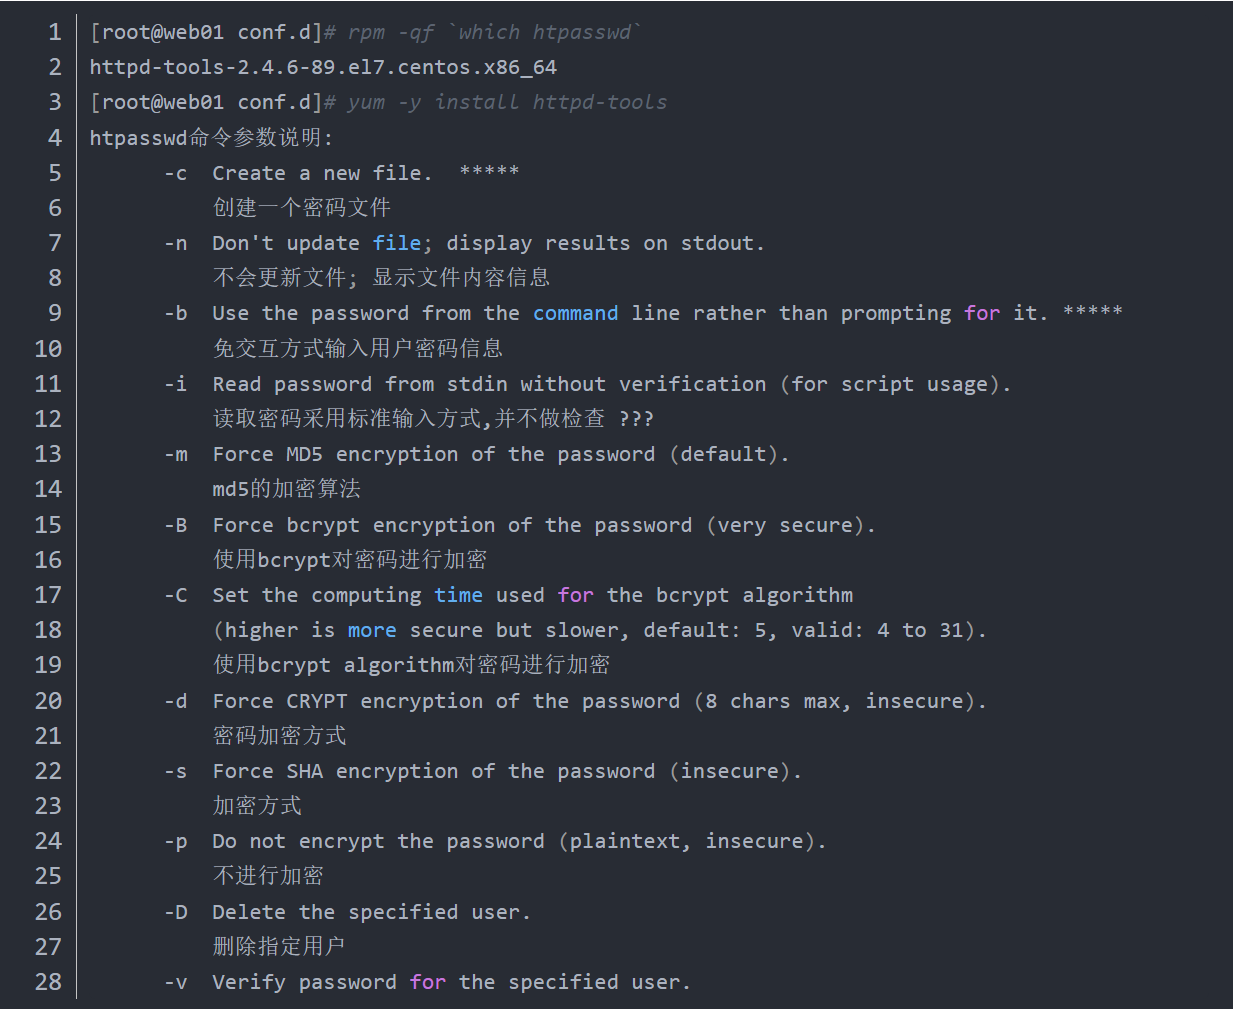 1 [root@web01 conf.d]# rpm -qf `which htpasswd`
2 httpd-tools-2.4.6-89.el7.centos.x86_64
3 [root@web01 conf.d]# yum -y install httpd-tools
4 htpasswd命令参数说明:
5 -c  Create a new file.  *****
6 创建一个密码文件
7 -n  Don't update file; display results on stdout.
8 不会更新文件; 显示文件内容信息
9 -b  Use the password from the command line rather than prompting for it. *****
10 免交互方式输入用户密码信息
11 -i  Read password from stdin without verification (for script usage).
12 读取密码采用标准输入方式,并不做检查 ???
13 -m  Force MD5 encryption of the password (default).
14 md5的加密算法
15 -B  Force bcrypt encryption of the password (very secure).
16 使用bcrypt对密码进行加密
17 -C  Set the computing time used for the bcrypt algorithm
18 (higher is more secure but slower, default: 5, valid: 4 to 31).
19 使用bcrypt algorithm对密码进行加密
20 -d  Force CRYPT encryption of the password (8 chars max, insecure).
21 密码加密方式
22 -s  Force SHA encryption of the password (insecure).
23 加密方式
24 -p  Do not encrypt the password (plaintext, insecure).
25 不进行加密
26 -D  Delete the specified user.
27 删除指定用户
28 -v  Verify password for the specified user.